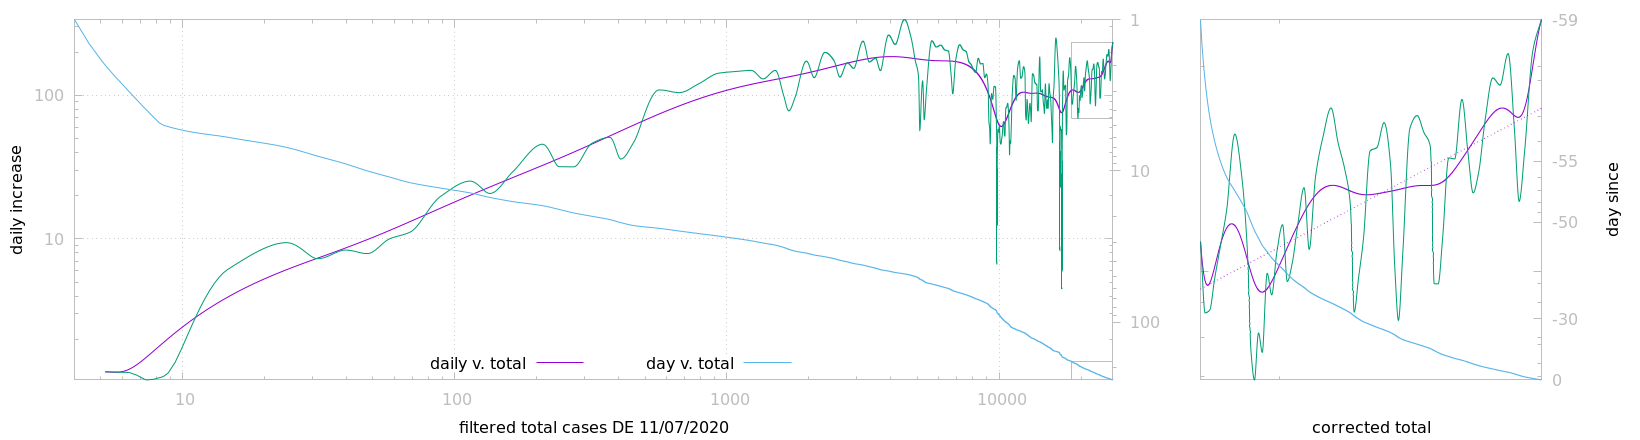 daily increase
100
10
1
10
100
daily v. total
day v. total
10
100
1000
10000
filtered total cases DE 11/07/2020
-59
-55
-50
-30
0
day since
corrected total